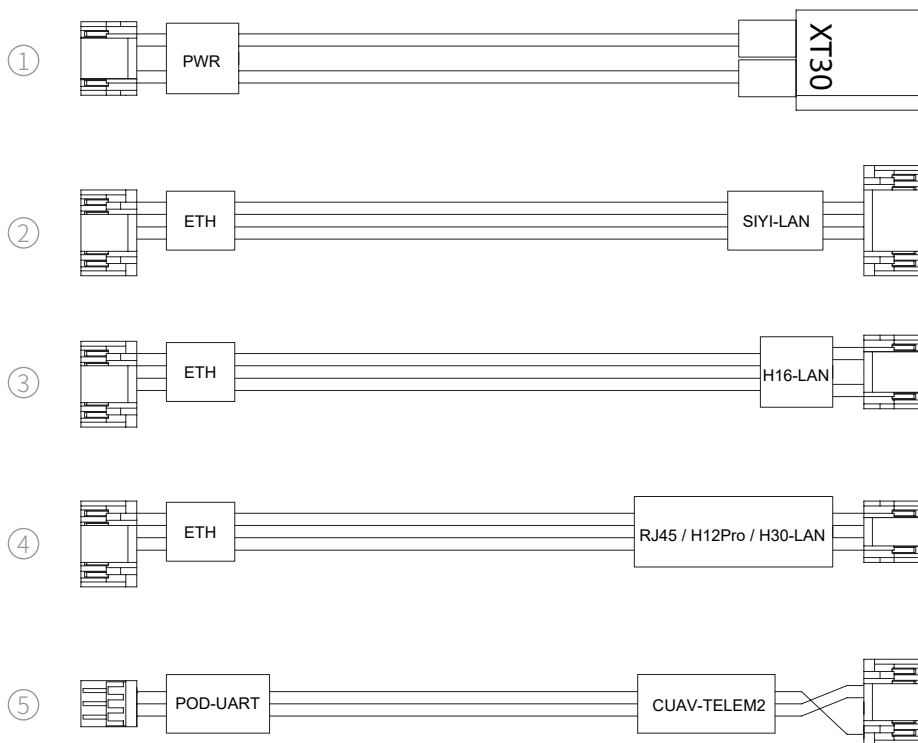 ① PWR XT30
② ETH SIYI-LAN
③ ETH H16-LAN
④ ETH RJ45 / H12Pro / H30-LAN
⑤ POD-UART CUAV-TELEM2